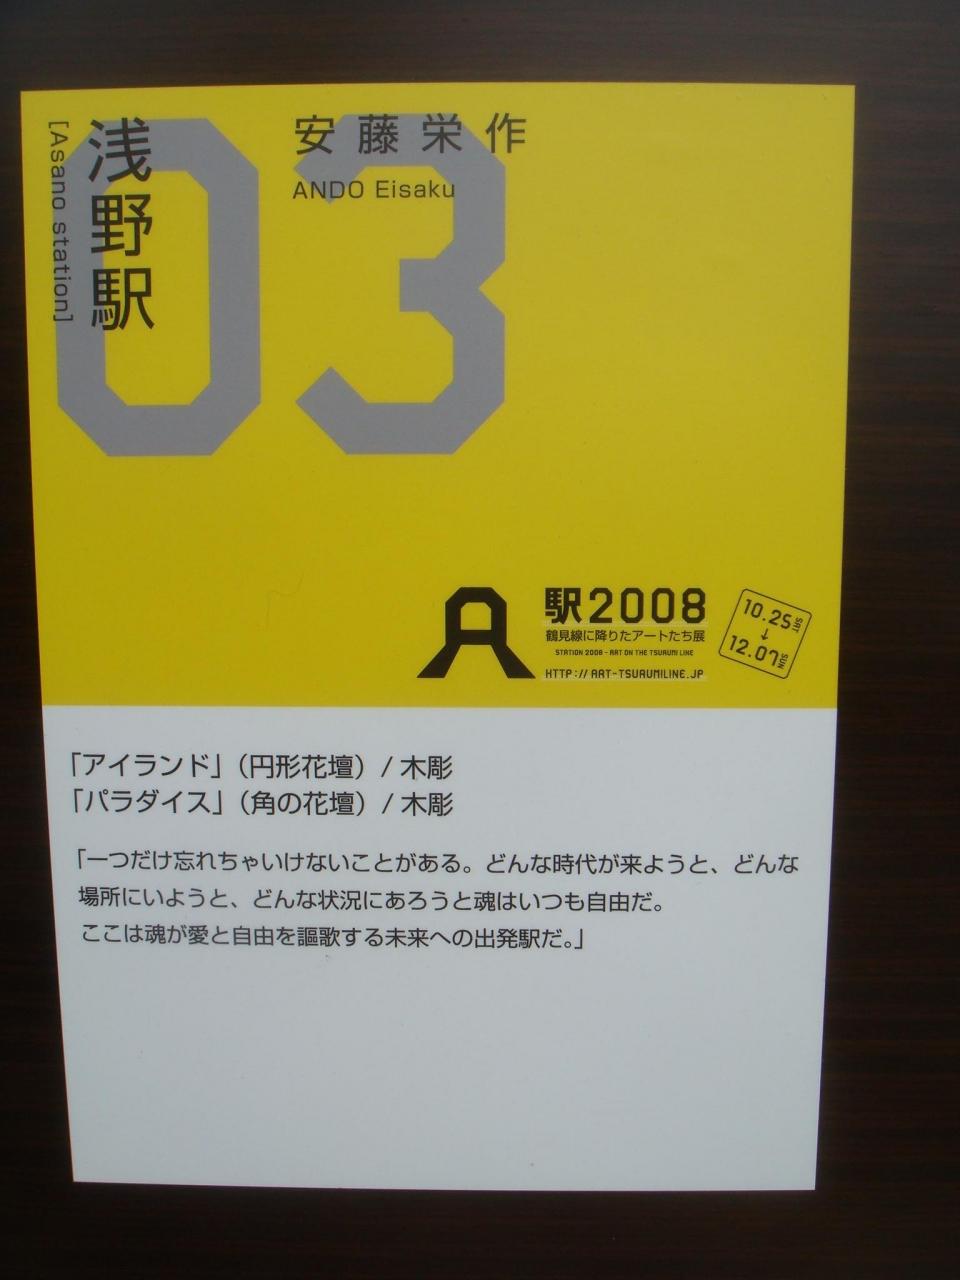 浅野駅
[Asano station]
03
安藤栄作
ANDO Eisaku
駅2008
鶴見線に降りたアートたち展
STATION 2008 - ART ON THE TSURUMI LINE
HTTP://ART-TSURUMILINE.JP
10.25 SAT
↓
12.07 SUN
「アイランド」(円形花壇) / 木彫
「パラダイス」(角の花壇) / 木彫
「一つだけ忘れちゃいけないことがある。どんな時代が来ようと、どんな
場所にいようと、どんな状況にあろうと魂はいつも自由だ。
ここは魂が愛と自由を謳歌する未来への出発駅だ。」